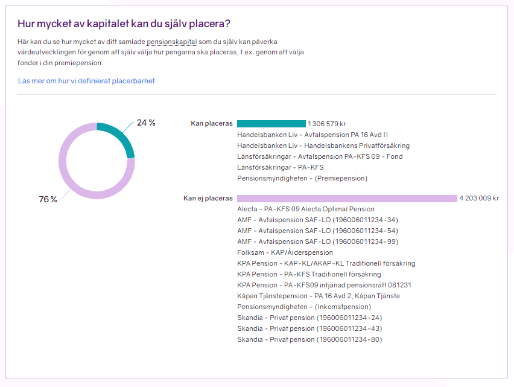 Hur mycket av kapitalet kan du själv placera?
Här kan du se hur mycket av ditt samlade pensionskapital som du själv kan påverka
värdeutvecklingen för genom att själv välja hur pengarna ska placeras, t.ex. genom att välja
fonder i din premiepension.
Läs mer om hur vi definierat placerbarhet
24 %
76 %
Kan placeras
1 306 579 kr
Handelsbanken Liv - Avtalspension PA 16 Avd II
Handelsbanken Liv - Handelsbankens Privatförsäkring
Länsförsäkringar - Avtalspension PA-KFS 09 - Fond
Länsförsäkringar - PA-KFS
Pensionsmyndigheten - (Premiepension)
Kan ej placeras
4 203 009 kr
Alecta - PA-KFS 09 Alecta Optimal Pension
AMF - Avtalspension SAF-LO (196006011234-34)
AMF - Avtalspension SAF-LO (196006011234-54)
AMF - Avtalspension SAF-LO (196006011234-99)
Folksam - KAP/Ålderspension
KPA Pension - KAP-KL/AKAP-KL Traditionell försäkring
KPA Pension - PA-KFS Traditionell försäkring
KPA Pension - PA-KFS09 intjänad pensionsrätt 081231
Kåpan Tjänstepension - PA 16 Avd 2, Kåpan Tjänste
Pensionsmyndigheten - (Inkomstpension)
Skandia - Privat pension (196006011234-24)
Skandia - Privat pension (196006011234-43)
Skandia - Privat pension (196006011234-80)